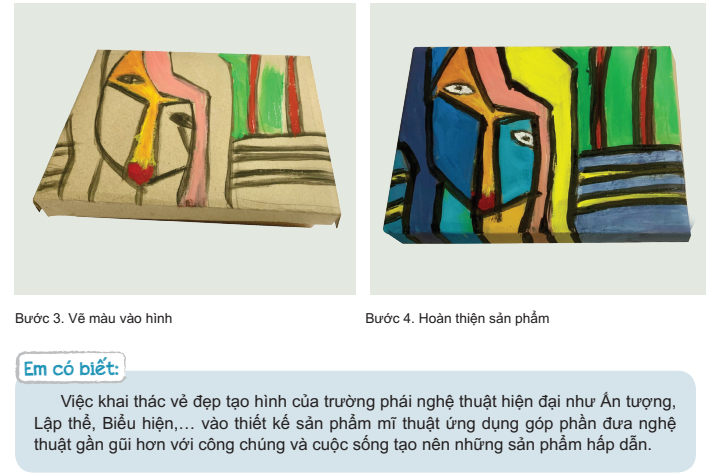 Bước 3. Vẽ màu vào hình
Bước 4. Hoàn thiện sản phẩm
Em có biết:
Việc khai thác vẻ đẹp tạo hình của trường phái nghệ thuật hiện đại như Ấn tượng,
Lập thể, Biểu hiện,... vào thiết kế sản phẩm mĩ thuật ứng dụng góp phần đưa nghệ
thuật gần gũi hơn với công chúng và cuộc sống tạo nên những sản phẩm hấp dẫn.